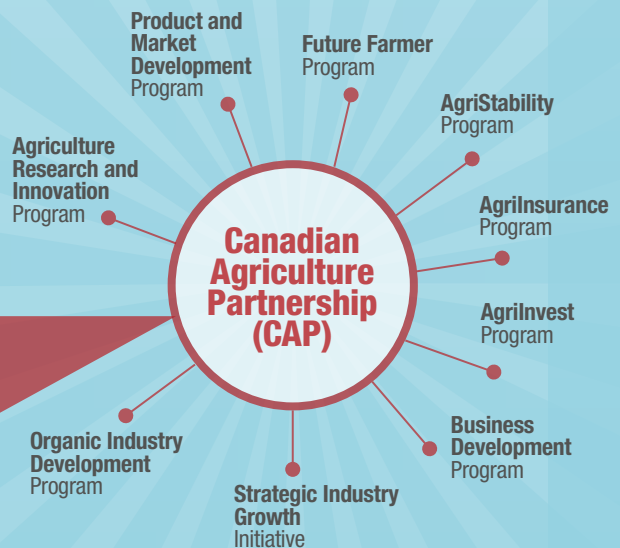 Product and
Market
Development
Program
Future Farmer
Program
AgriStability
Program
Agriculture
Research and
Innovation
Program
AgriInsurance
Program
Canadian
Agriculture
Partnership
(CAP)
AgriInvest
Program
Business
Development
Program
Organic Industry
Development
Program
Strategic Industry
Growth
Initiative